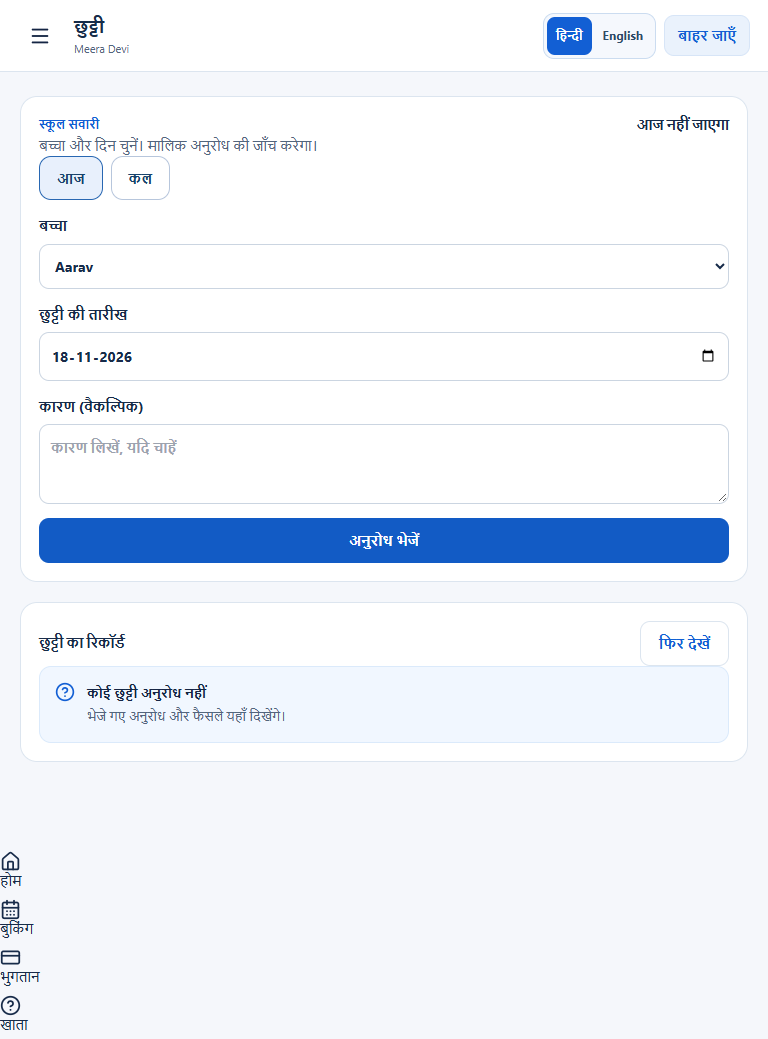 छुट्टी
Meera Devi
हिन्दी
English
बाहर जाएँ
स्कूल सवारी
आज नहीं जाएगा
बच्चा और दिन चुनें। मालिक अनुरोध की जाँच करेगा।
आज
कल
बच्चा
Aarav
छुट्टी की तारीख
18-11-2026
कारण (वैकल्पिक)
कारण लिखें, यदि चाहें
अनुरोध भेजें
छुट्टी का रिकॉर्ड
फिर देखें
कोई छुट्टी अनुरोध नहीं
भेजे गए अनुरोध और फैसले यहाँ दिखेंगे।
होम
बुकिंग
भुगतान
खाता